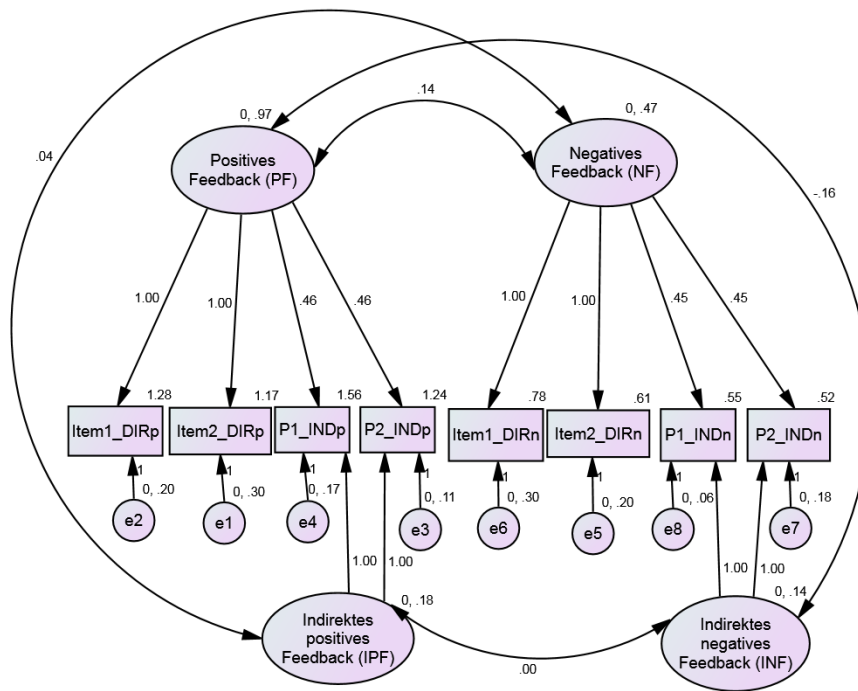 .14
0, .97
0, .47
.04
Positives
Feedback (PF)
Negatives
Feedback (NF)
-.16
1.00
1.00
.46
.46
1.00
1.00
.45
.45
1.28
1.17
1.56
1.24
.78
.61
.55
.52
Item1_DIRp
Item2_DIRp
P1_INDp
P2_INDp
Item1_DIRn
Item2_DIRn
P1_INDn
P2_INDn
1
1
1
1
1
1
1
1
0, .20
0, .30
0, .17
0, .11
0, .30
0, .20
0, .06
0, .18
e2
e1
e4
e3
e6
e5
e8
e7
1.00
1.00
1.00
1.00
0, .18
0, .14
Indirektes
positives
Feedback (IPF)
Indirektes
negatives
Feedback (INF)
.00